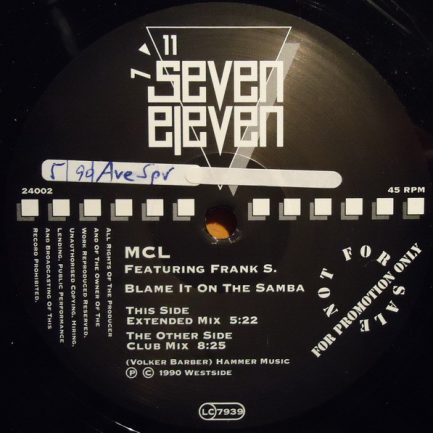 7 11
seven
eleven
24002
45 RPM
MCL
FEATURING FRANK S.
BLAME IT ON THE SAMBA
THIS SIDE
EXTENDED MIX 5:22
THE OTHER SIDE
CLUB MIX 8:25
(VOLKER BARBER) HAMMER MUSIC
Ⓟ © 1990 WESTSIDE
ALL RIGHTS OF THE PRODUCER
AND OF THE OWNER OF THE
WORK REPRODUCED RESERVED.
UNAUTHORISED COPYING, HIRING,
LENDING, PUBLIC PERFORMANCE
AND BROADCASTING OF THIS
RECORD PROHIBITED.
NOT FOR SALE
FOR PROMOTION ONLY
LC 7939